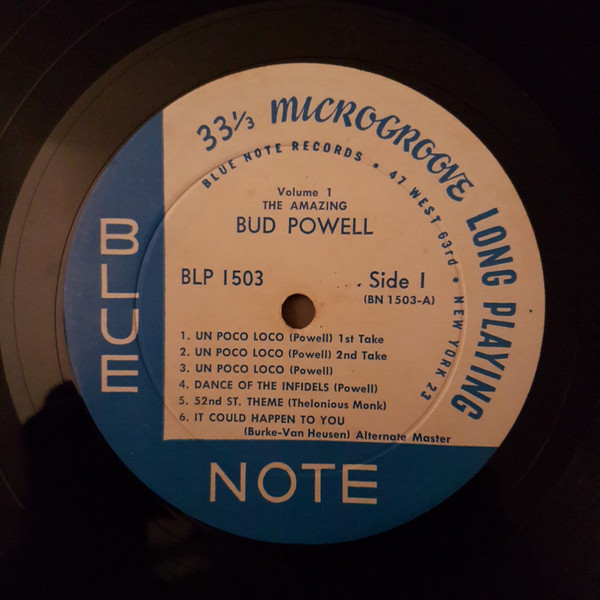 33⅓ MICROGROOVE LONG PLAYING
BLUE NOTE RECORDS • 47 WEST 63rd • NEW YORK 23
Volume 1
THE AMAZING
BUD POWELL
BLP 1503
Side 1
(BN 1503-A)
1. UN POCO LOCO (Powell) 1st Take
2. UN POCO LOCO (Powell) 2nd Take
3. UN POCO LOCO (Powell)
4. DANCE OF THE INFIDELS (Powell)
5. 52nd ST. THEME (Thelonious Monk)
6. IT COULD HAPPEN TO YOU
(Burke-Van Heusen) Alternate Master
BLUE
NOTE